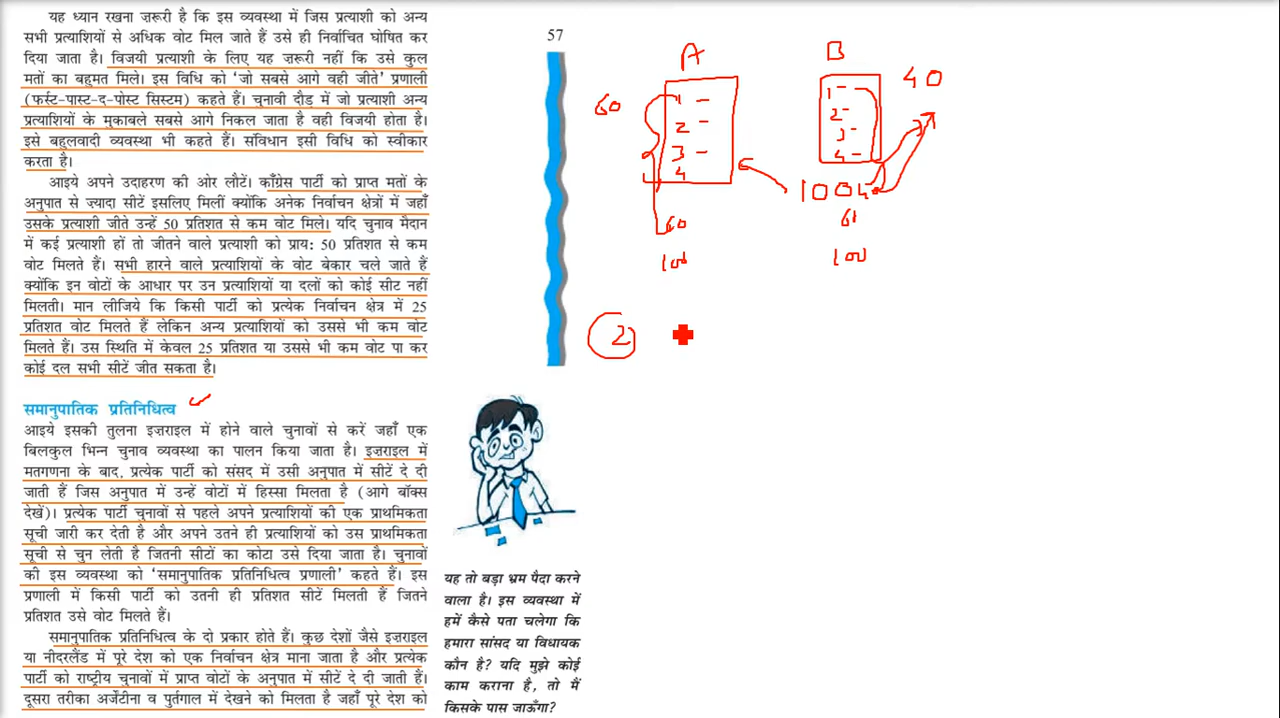 यह ध्यान रखना ज़रूरी है कि इस व्यवस्था में जिस प्रत्याशी को अन्य
सभी प्रत्याशियों से अधिक वोट मिल जाते हैं उसे ही निर्वाचित घोषित कर
दिया जाता है। विजयी प्रत्याशी के लिए यह ज़रूरी नहीं कि उसे कुल
मतों का बहुमत मिले। इस विधि को 'जो सबसे आगे वही जीते' प्रणाली
(फर्स्ट-पास्ट-द-पोस्ट सिस्टम) कहते हैं। चुनावी दौड़ में जो प्रत्याशी अन्य
प्रत्याशियों के मुकाबले सबसे आगे निकल जाता है वही विजयी होता है।
इसे बहुलवादी व्यवस्था भी कहते हैं। संविधान इसी विधि को स्वीकार
करता है।
आइये अपने उदाहरण की ओर लौटें। काँग्रेस पार्टी को प्राप्त मतों के
अनुपात से ज़्यादा सीटें इसलिए मिलीं क्योंकि अनेक निर्वाचन क्षेत्रों में जहाँ
उसके प्रत्याशी जीते उन्हें 50 प्रतिशत से कम वोट मिले। यदि चुनाव मैदान
में कई प्रत्याशी हों तो जीतने वाले प्रत्याशी को प्राय: 50 प्रतिशत से कम
वोट मिलते हैं। सभी हारने वाले प्रत्याशियों के वोट बेकार चले जाते हैं
क्योंकि इन वोटों के आधार पर उन प्रत्याशियों या दलों को कोई सीट नहीं
मिलती। मान लीजिये कि किसी पार्टी को प्रत्येक निर्वाचन क्षेत्र में 25
प्रतिशत वोट मिलते हैं लेकिन अन्य प्रत्याशियों को उससे भी कम वोट
मिलते हैं। उस स्थिति में केवल 25 प्रतिशत या उससे भी कम वोट पा कर
कोई दल सभी सीटें जीत सकता है।
समानुपातिक प्रतिनिधित्व
आइये इसकी तुलना इज़राइल में होने वाले चुनावों से करें जहाँ एक
बिलकुल भिन्न चुनाव व्यवस्था का पालन किया जाता है। इज़राइल में
मतगणना के बाद, प्रत्येक पार्टी को संसद में उसी अनुपात में सीटें दे दी
जाती हैं जिस अनुपात में उन्हें वोटों में हिस्सा मिलता है (आगे बॉक्स
देखें)। प्रत्येक पार्टी चुनावों से पहले अपने प्रत्याशियों की एक प्राथमिकता
सूची जारी कर देती है और अपने उतने ही प्रत्याशियों को उस प्राथमिकता
सूची से चुन लेती है जितनी सीटों का कोटा उसे दिया जाता है। चुनावों
की इस व्यवस्था को 'समानुपातिक प्रतिनिधित्व प्रणाली' कहते हैं। इस
प्रणाली में किसी पार्टी को उतनी ही प्रतिशत सीटें मिलती हैं जितने
प्रतिशत उसे वोट मिलते हैं।
समानुपातिक प्रतिनिधित्व के दो प्रकार होते हैं। कुछ देशों जैसे इज़राइल
या नीदरलैंड में पूरे देश को एक निर्वाचन क्षेत्र माना जाता है और प्रत्येक
पार्टी को राष्ट्रीय चुनावों में प्राप्त वोटों के अनुपात में सीटें दे दी जाती हैं।
दूसरा तरीका अर्जेंटीना व पुर्तगाल में देखने को मिलता है जहाँ पूरे देश को
57
यह तो बड़ा भ्रम पैदा करने
वाला है। इस व्यवस्था में
हमें कैसे पता चलेगा कि
हमारा सांसद या विधायक
कौन है? यदि मुझे कोई
काम कराना है, तो मैं
किसके पास जाऊँगा?
A
60
1 –
2 –
3 –
4
60
100
B
40
1 –
2 –
3 –
4 –
100
2